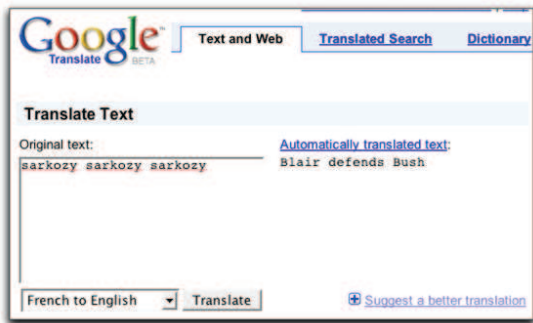 Google
Translate BETA
Text and Web
Translated Search
Dictionary
Translate Text
Original text:
Automatically translated text:
sarkozy sarkozy sarkozy
Blair defends Bush
French to English
Translate
Suggest a better translation